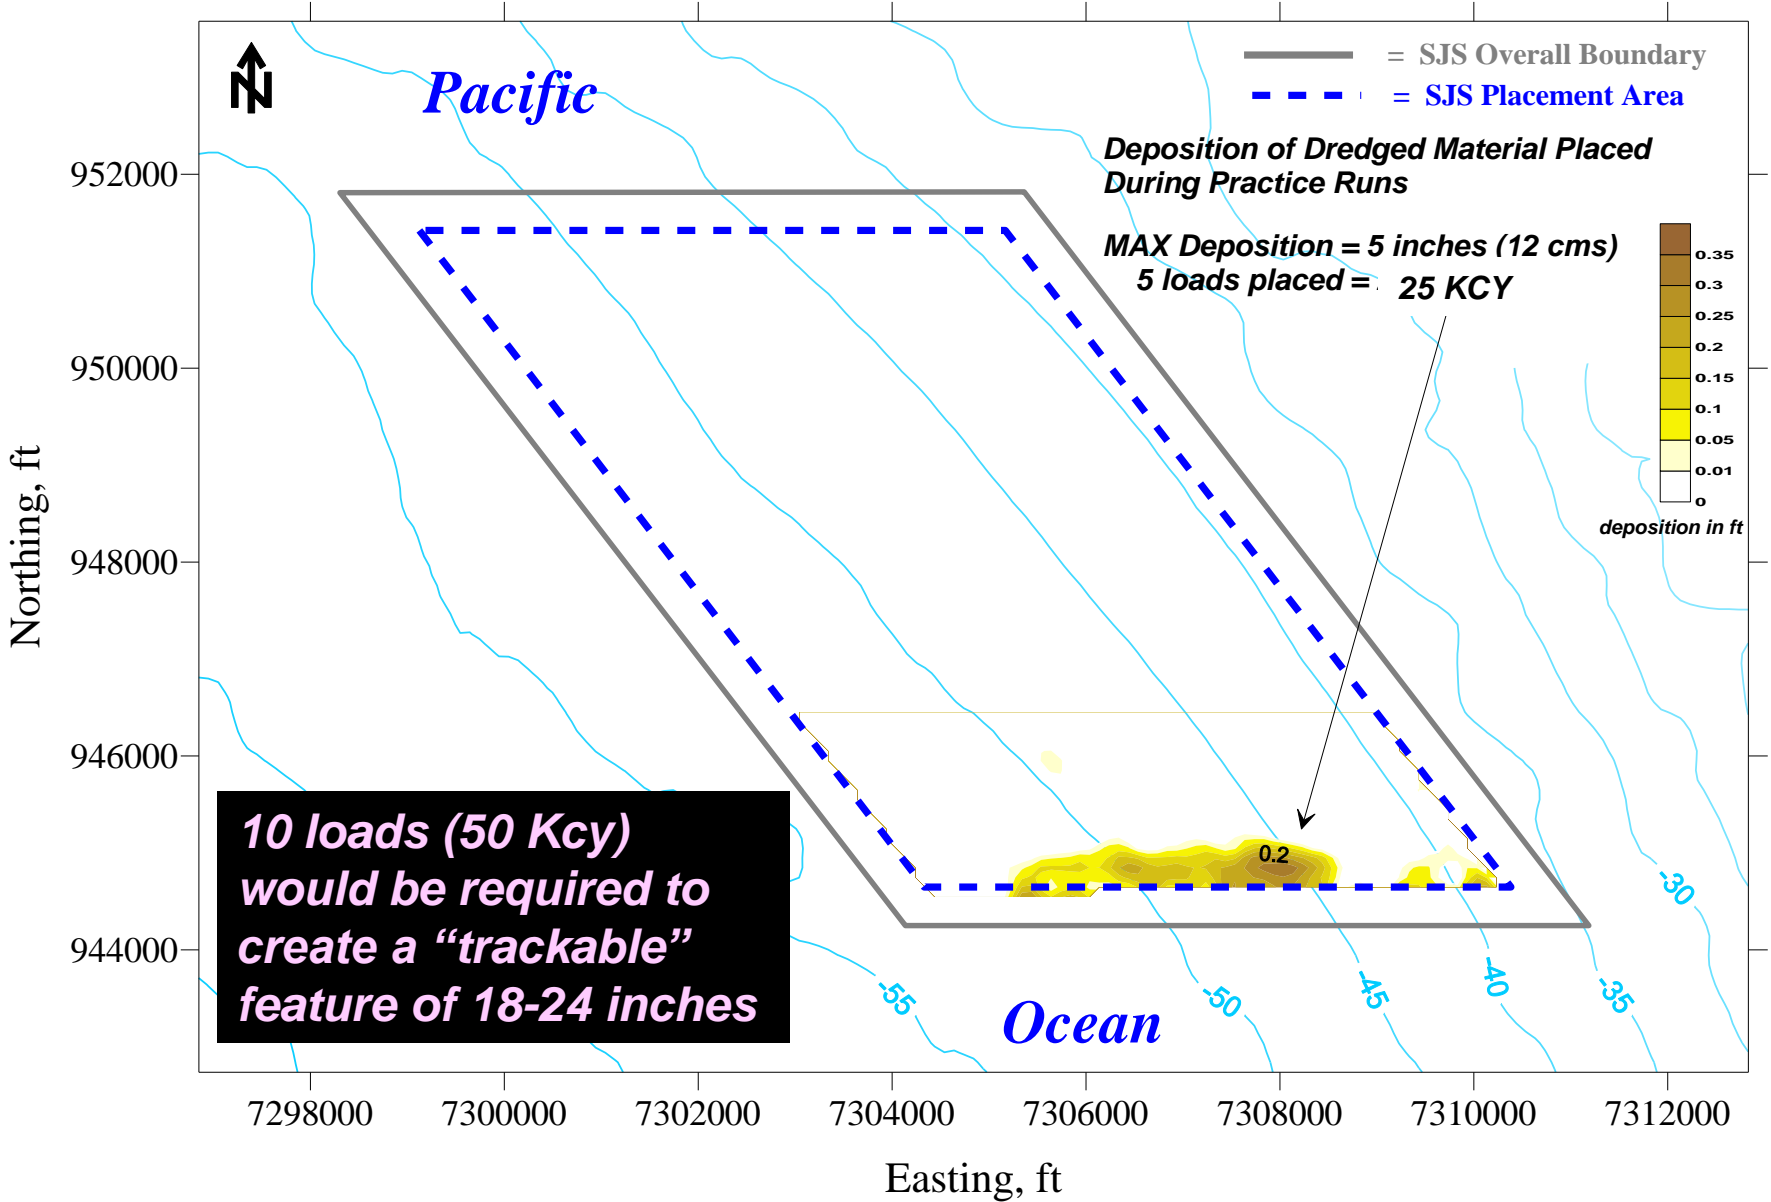 N
Pacific
= SJS Overall Boundary
= SJS Placement Area
Deposition of Dredged Material Placed
During Practice Runs
MAX Deposition = 5 inches (12 cms)
5 loads placed = 25 KCY
0.35
0.3
0.25
0.2
0.15
0.1
0.05
0.01
0
deposition in ft
952000
950000
948000
946000
944000
Northing, ft
0.2
10 loads (50 Kcy)
would be required to
create a “trackable”
feature of 18-24 inches
-55
-50
-45
-40
-35
-30
Ocean
7298000
7300000
7302000
7304000
7306000
7308000
7310000
7312000
Easting, ft